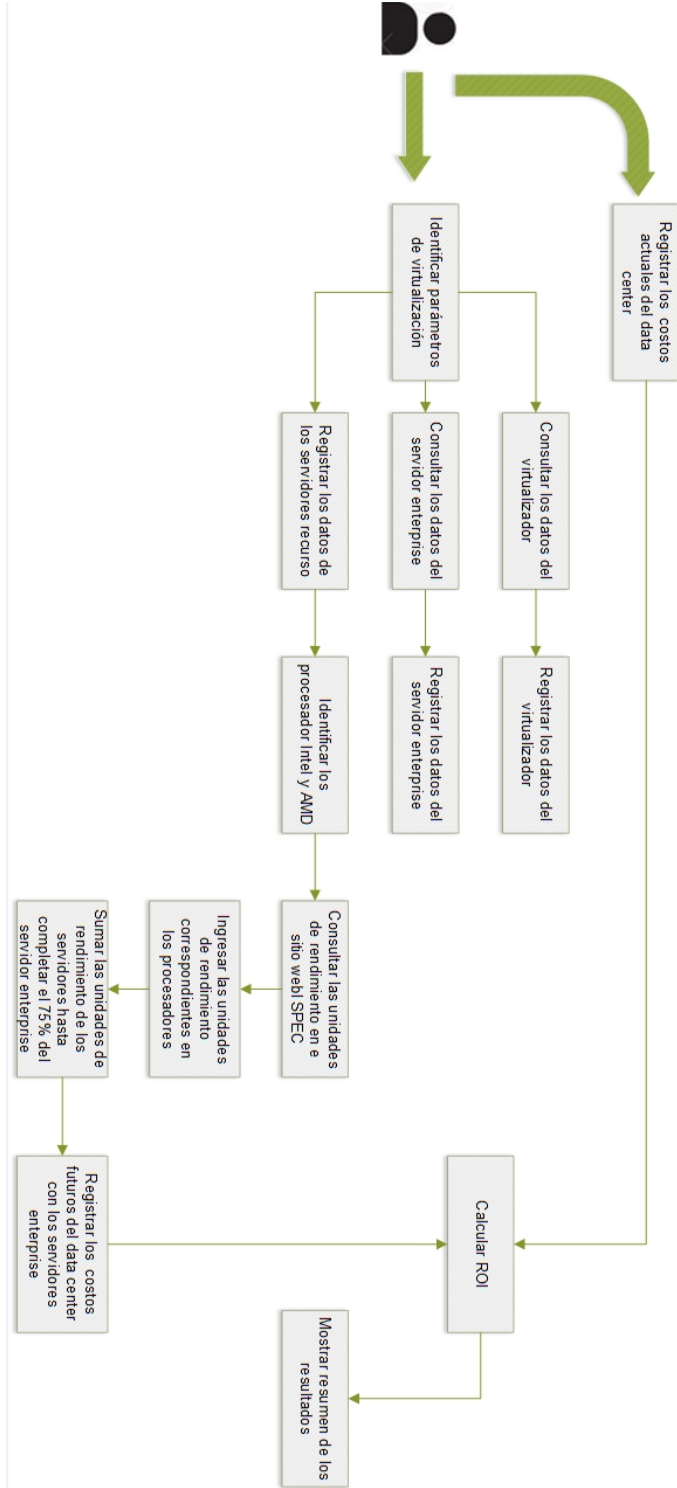 Registrar los costos
actuales del data
center
Identificar parámetros
de virtualización
Consultar los datos del
virtualizador
Consultar los datos del
servidor enterprise
Registrar los datos de
los servidores recurso
Registrar los datos del
virtualizador
Registrar los datos del
servidor enterprise
Identificar los
procesador Intel y AMD
Consultar las unidades
de rendimiento en e
sitio webl SPEC
Ingresar las unidades
de rendimiento
correspondientes en
los procesadores
Sumar las unidades de
rendimiento de los
servidores hasta
completar el 75% del
servidor enterprise
Registrar los costos
futuros del data center
con los servidores
enterprise
Calcular ROI
Mostrar resumen de los
resultados